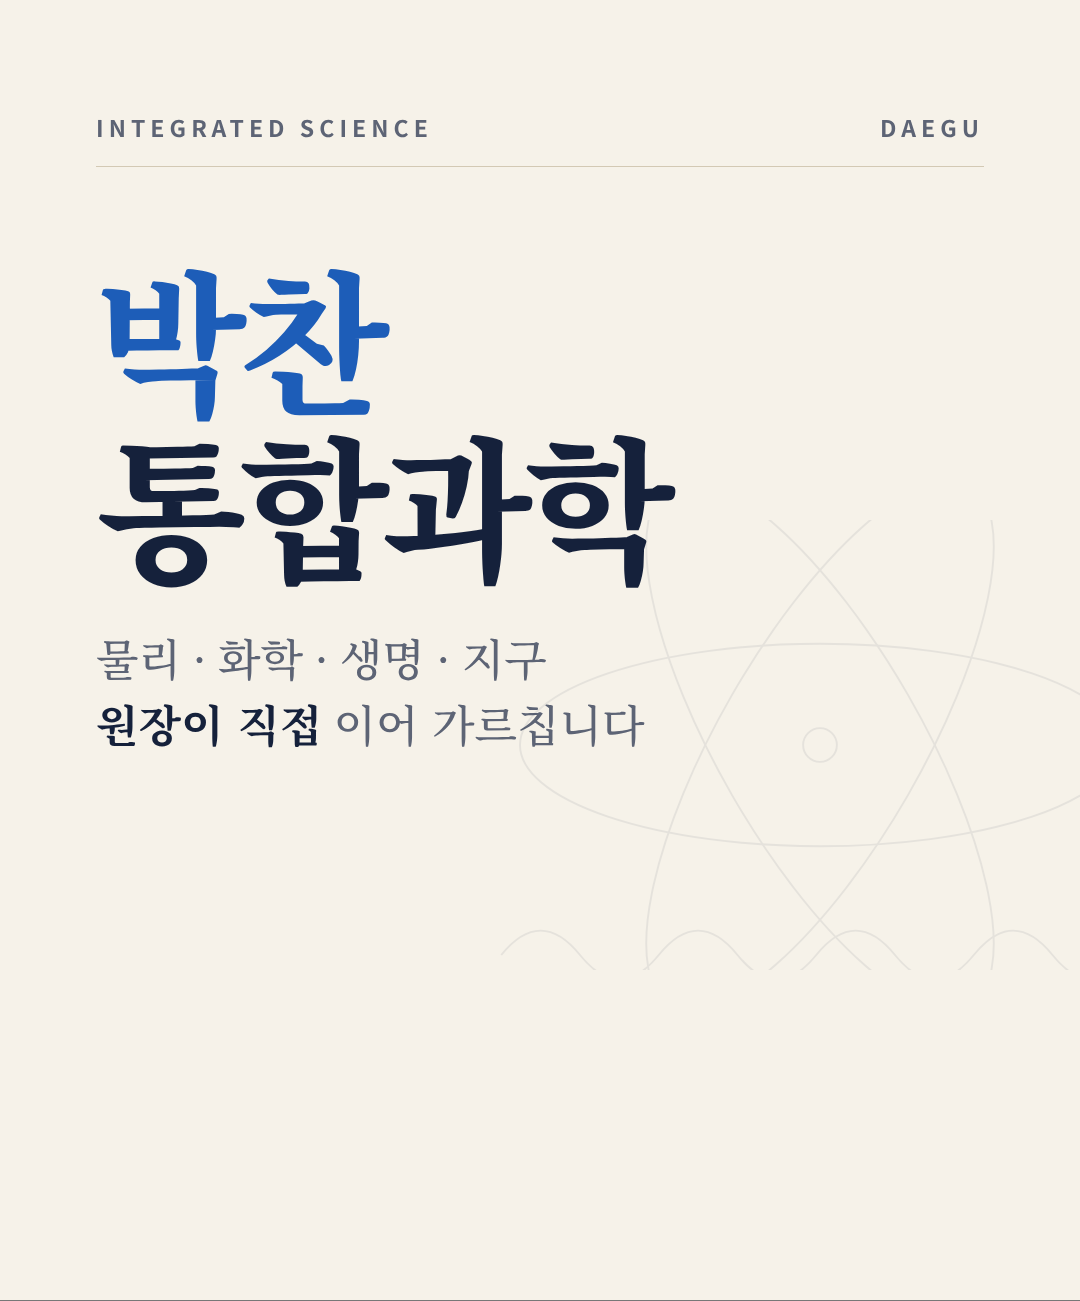 INTEGRATED SCIENCE DAEGU
박찬
통합과학
물리 · 화학 · 생명 · 지구
원장이 직접 이어 가르칩니다